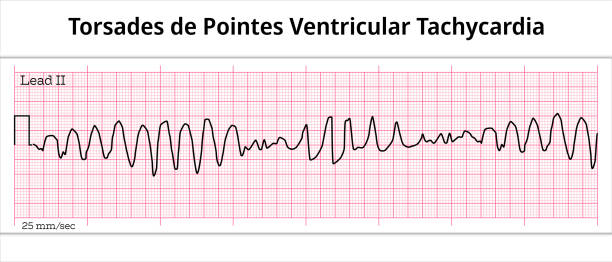 Torsades de Pointes Ventricular Tachycardia
Lead II
25 mm/sec